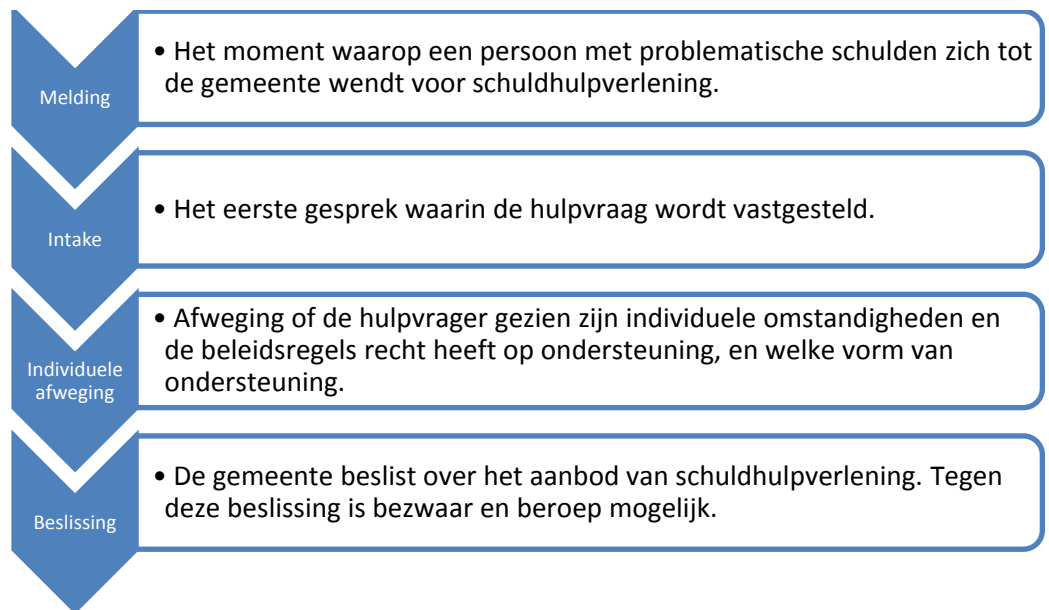 Melding
• Het moment waarop een persoon met problematische schulden zich tot
de gemeente wendt voor schuldhulpverlening.
Intake
• Het eerste gesprek waarin de hulpvraag wordt vastgesteld.
Individuele
afweging
• Afweging of de hulpvrager gezien zijn individuele omstandigheden en
de beleidsregels recht heeft op ondersteuning, en welke vorm van
ondersteuning.
Beslissing
• De gemeente beslist over het aanbod van schuldhulpverlening. Tegen
deze beslissing is bezwaar en beroep mogelijk.